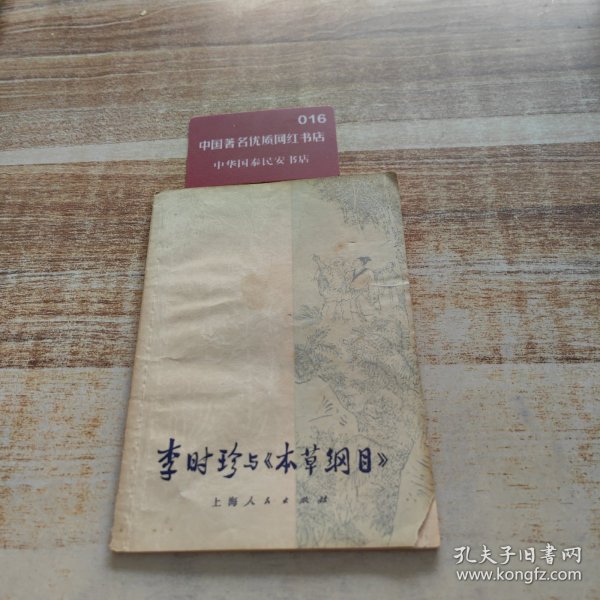 016
中国著名优质网红书店
中华国泰民安书店
李时珍与《本草纲目》
上海人民出版社
孔夫子旧书网
www.kongfz.com